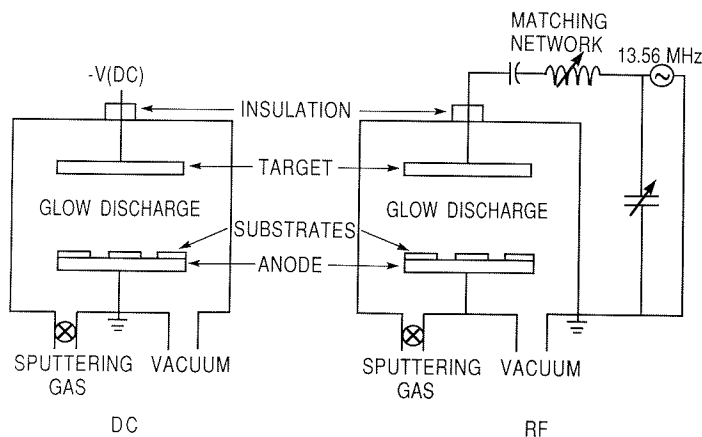 MATCHING
NETWORK
13.56 MHz
-V(DC)
INSULATION
TARGET
GLOW DISCHARGE
GLOW DISCHARGE
SUBSTRATES
ANODE
SPUTTERING
GAS
VACUUM
SPUTTERING
GAS
VACUUM
DC
RF